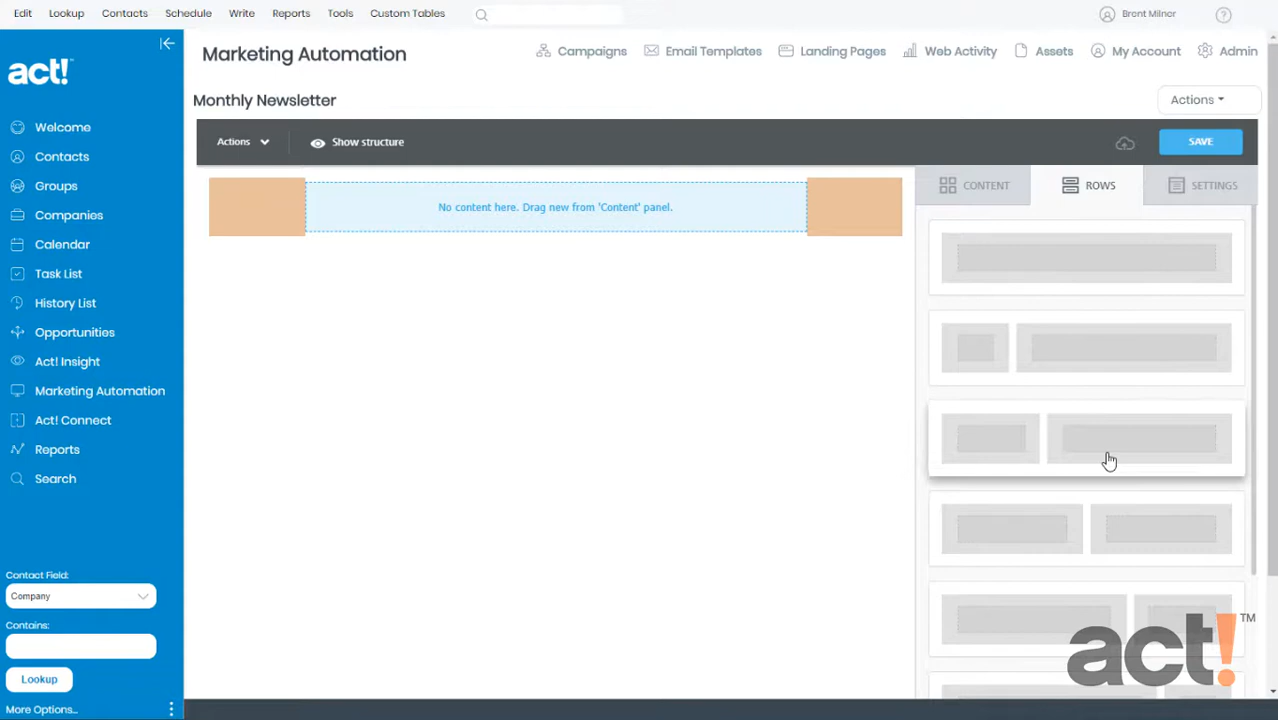 Edit Lookup Contacts Schedule Write Reports Tools Custom Tables Brent Milnor ?
act!™
Marketing Automation
Campaigns Email Templates Landing Pages Web Activity Assets My Account Admin
Monthly Newsletter
Actions
Actions Show structure SAVE
No content here. Drag new from 'Content' panel.
CONTENT ROWS SETTINGS
Welcome
Contacts
Groups
Companies
Calendar
Task List
History List
Opportunities
Act! Insight
Marketing Automation
Act! Connect
Reports
Search
Contact Field:
Company
Contains:
Lookup
More Options...
act!™